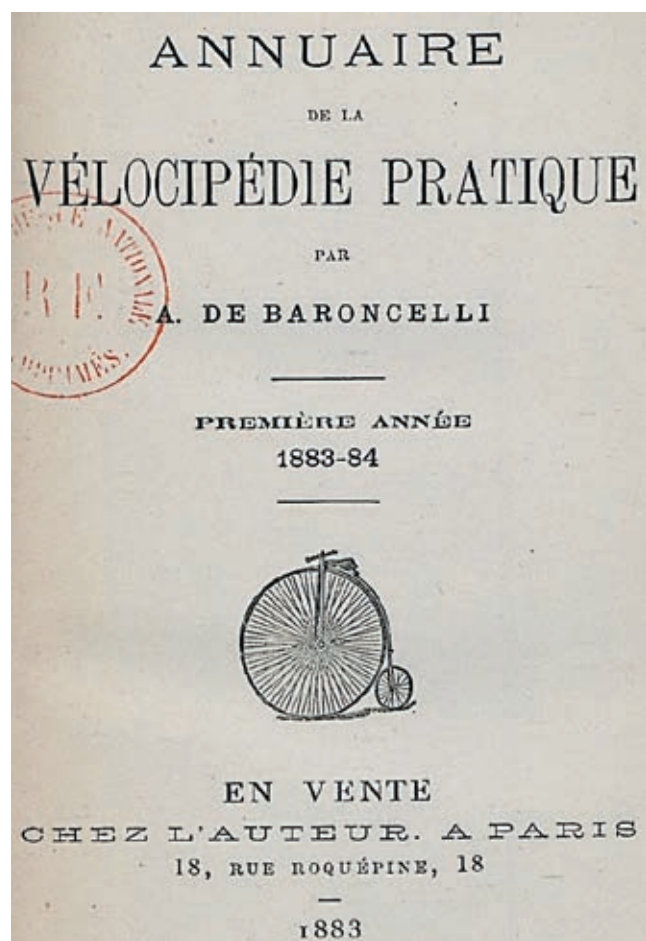 ANNUAIRE
DE LA
VÉLOCIPÉDIE PRATIQUE
PAR
A. DE BARONCELLI
PREMIÈRE ANNÉE
1883-84
EN VENTE
CHEZ L'AUTEUR. A PARIS
18, RUE ROQUÉPINE, 18
1883
NATIONALE